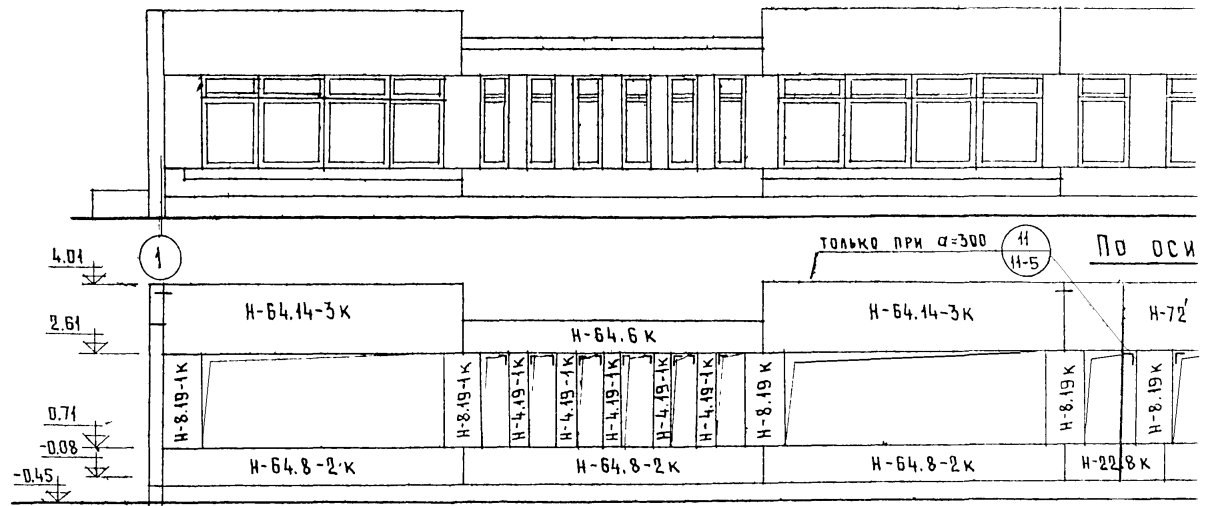 1
4.01
ТОЛЬКО ПРИ α=300
11
11-5
ПО ОСИ
Н-64.14-3к
Н-64.14-3к
Н-72'
2.61
Н-64.6к
Н-8.19-1к
Н-8.19-1к
Н-4.19-1к
Н-4.19-1к
Н-4.19-1к
Н-4.19-1к
Н-4.19-1к
Н-8.19к
Н-8.19к
Н-8.19к
0.71
-0.08
Н-64.8-2к
Н-64.8-2к
Н-64.8-2к
Н-22.8к
-0.45